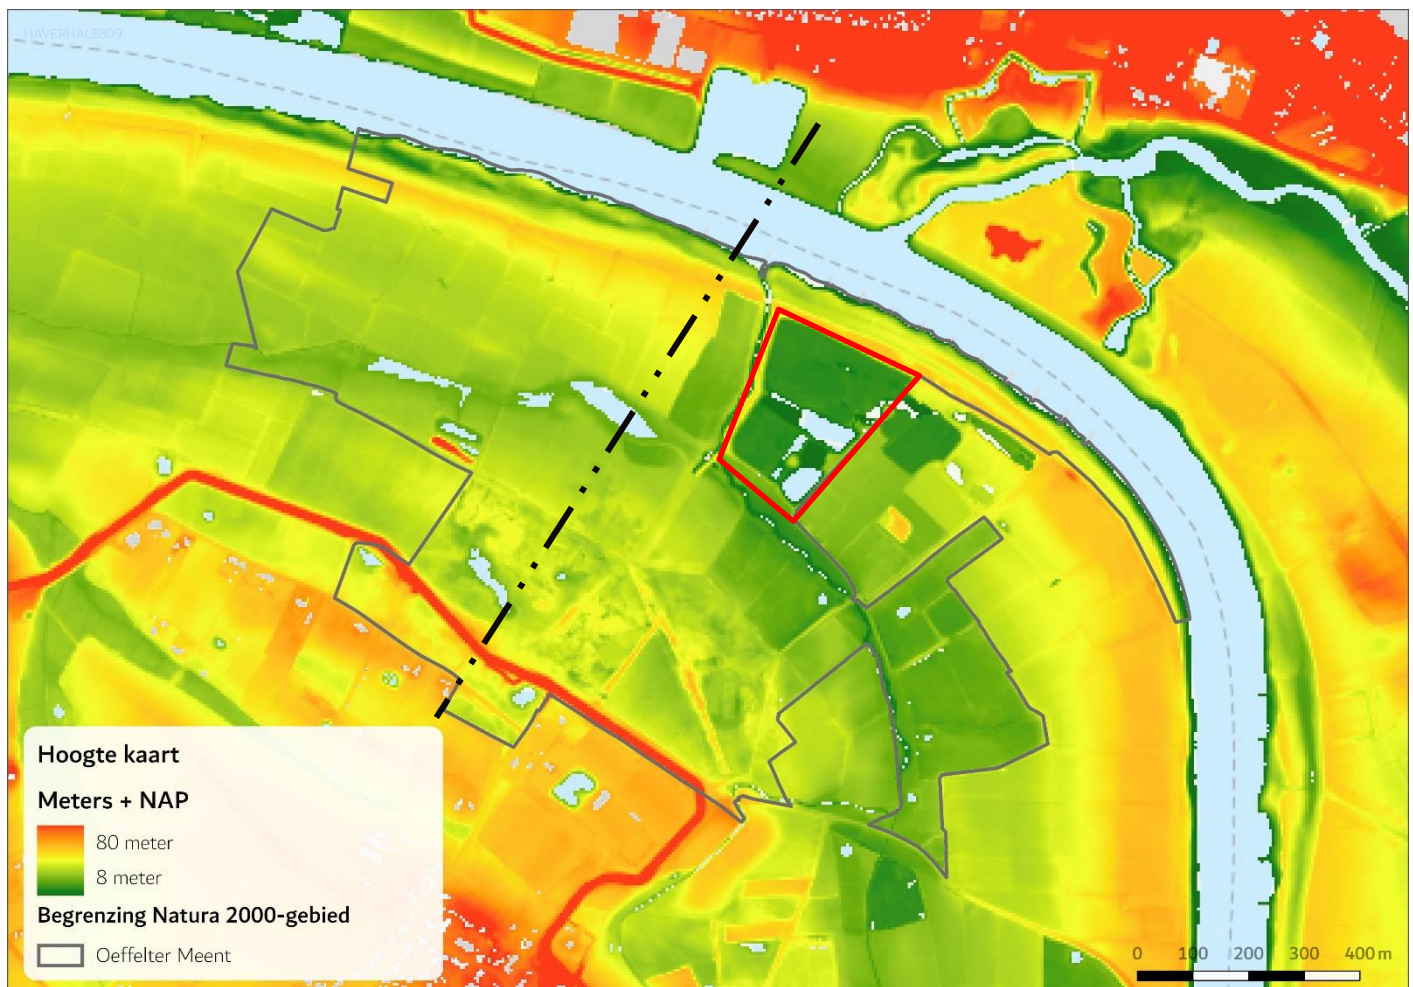 HAVERHAL8809
Hoogte kaart
Meters + NAP
80 meter
8 meter
Begrenzing Natura 2000-gebied
Oeffelter Meent
0 100 200 300 400 m